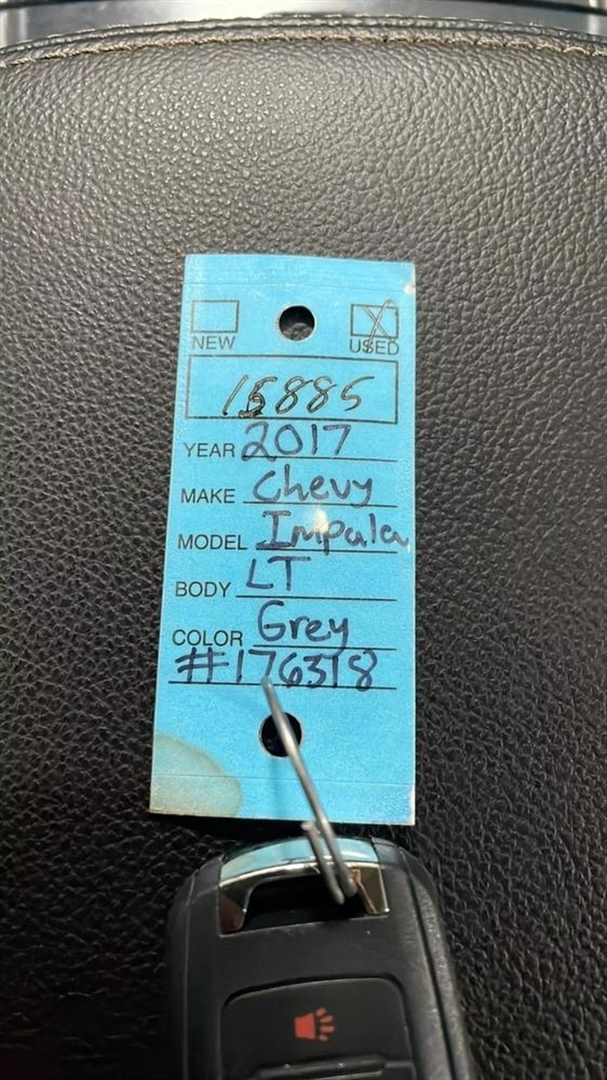 NEW USED
15885
YEAR 2017
MAKE Chevy
MODEL Impala
BODY LT
COLOR Grey
#176318